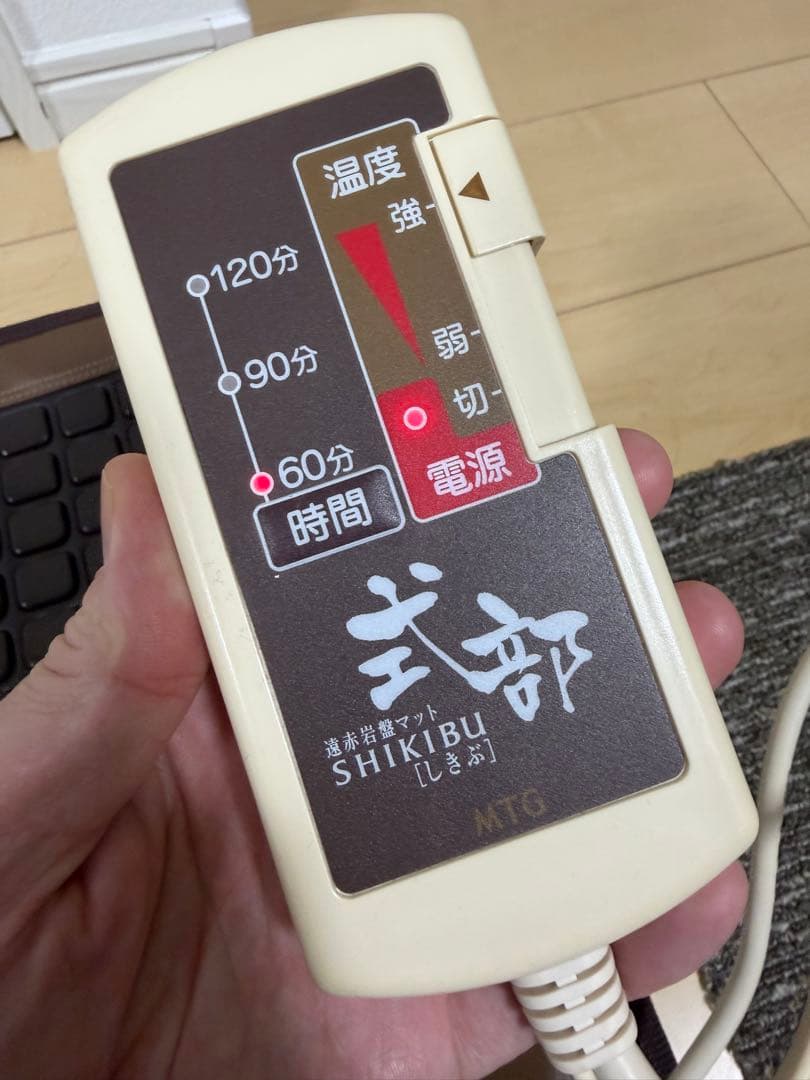 温度
強
弱
切
電源
120分
90分
60分
時間
式部
遠赤岩盤マット
SHIKIBU
[しきぶ]
MTG